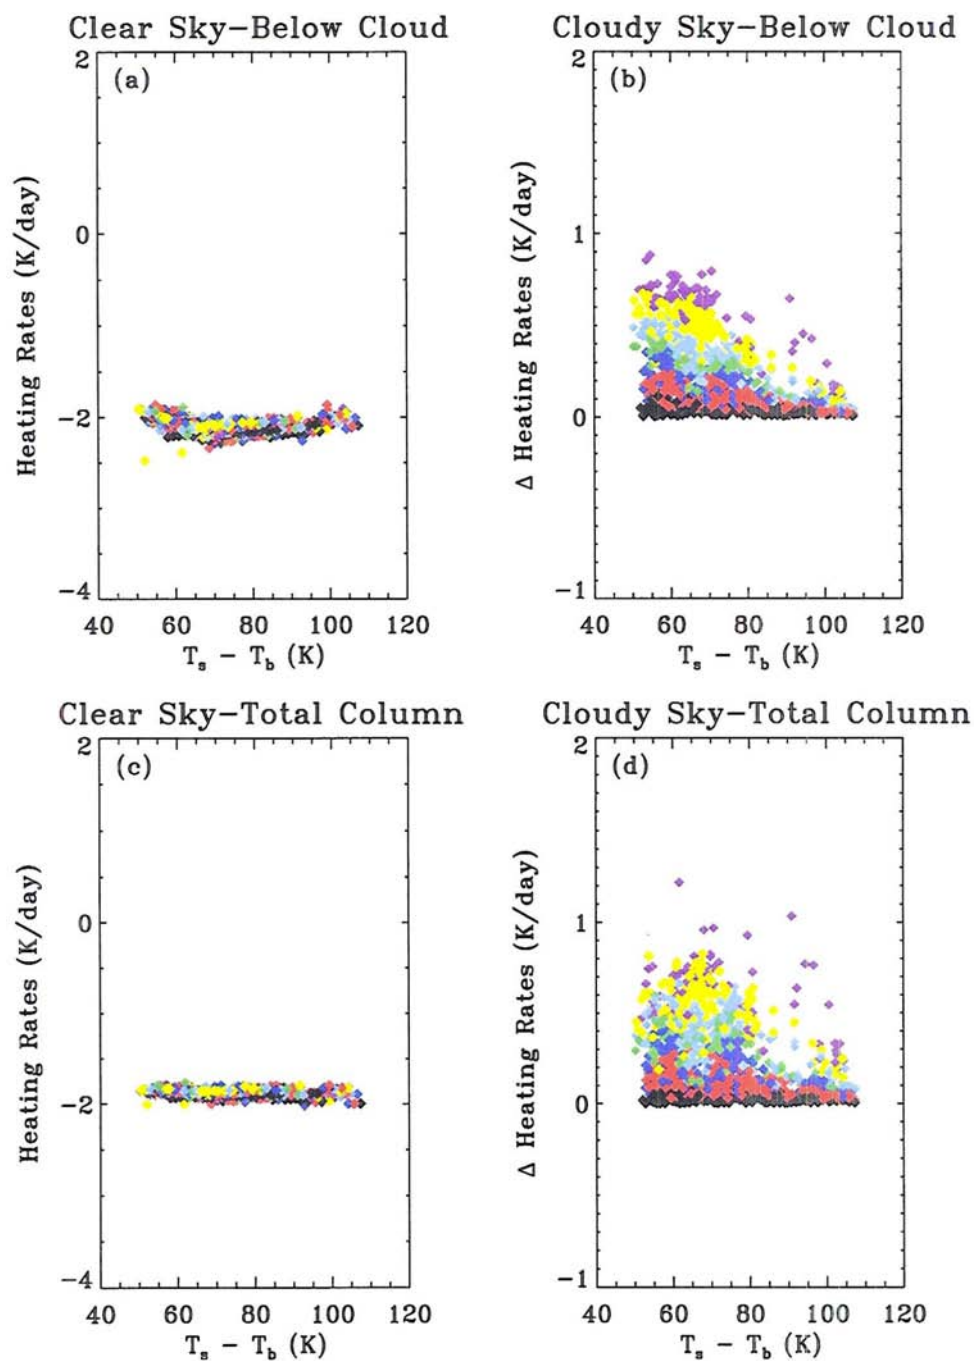 Clear Sky-Below Cloud
Cloudy Sky-Below Cloud
(a)
(b)
2
0
-2
-4
Heating Rates (K/day)
40 60 80 100 120
Tₛ - T_b (K)
2
1
0
-1
Δ Heating Rates (K/day)
40 60 80 100 120
Tₛ - T_b (K)
Clear Sky-Total Column
Cloudy Sky-Total Column
(c)
(d)
2
0
-2
-4
Heating Rates (K/day)
40 60 80 100 120
Tₛ - T_b (K)
2
1
0
-1
Δ Heating Rates (K/day)
40 60 80 100 120
Tₛ - T_b (K)